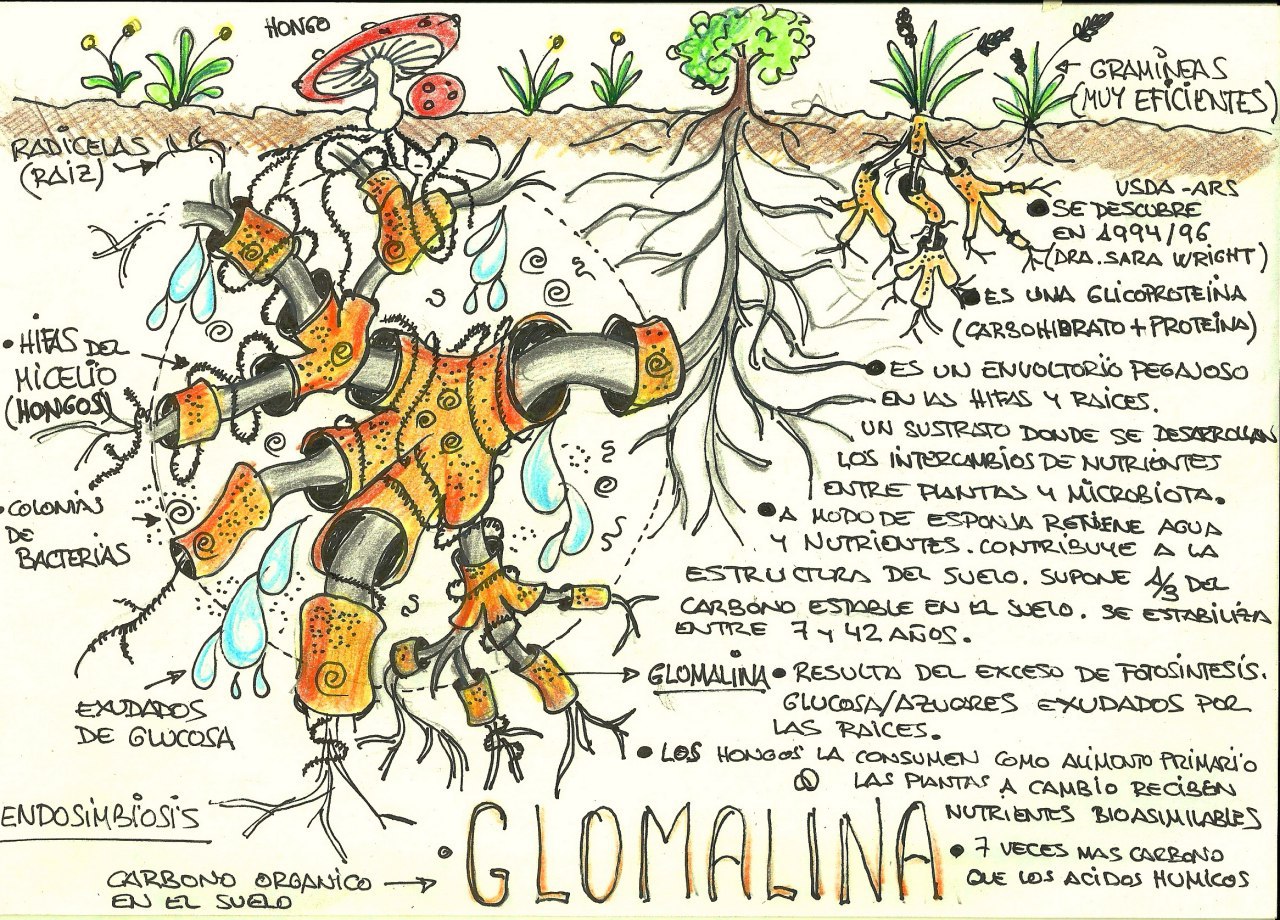 HONGO
GRAMINEAS
(MUY EFICIENTES)
RADICELAS
(RAIZ)
USDA-ARS
• SE DESCUBRE
EN 1994/96
(DRA. SARA WRIGHT)
• ES UNA GLICOPROTEINA
(CARBOHIDRATO + PROTEINA)
• HIFAS DEL
MICELIO
(HONGOS)
• ES UN ENVOLTORIO PEGAJOSO
EN LAS HIFAS Y RAICES.
UN SUSTRATO DONDE SE DESARROLLAN
LOS INTERCAMBIOS DE NUTRIENTES
ENTRE PLANTAS Y MICROBIOTA.
• COLONIAS
DE
BACTERIAS
• A MODO DE ESPONJA RETIENE AGUA
Y NUTRIENTES. CONTRIBUYE A LA
ESTRUCTURA DEL SUELO. SUPONE 1/3 DEL
CARBONO ESTABLE EN EL SUELO. SE ESTABILIZA
ENTRE 7 Y 42 AÑOS.
EXUDADOS
DE GLUCOSA
GLOMALINA • RESULTA DEL EXCESO DE FOTOSINTESIS.
GLUCOSA/AZUCARES EXUDADOS POR
LAS RAICES.
• LOS HONGOS LA CONSUMEN COMO ALIMENTO PRIMARIO
LAS PLANTAS A CAMBIO RECIBEN
NUTRIENTES BIOASIMILABLES
ENDOSIMBIOSIS
• GLOMALINA
• 7 VECES MAS CARBONO
QUE LOS ACIDOS HUMICOS
CARBONO ORGANICO
EN EL SUELO